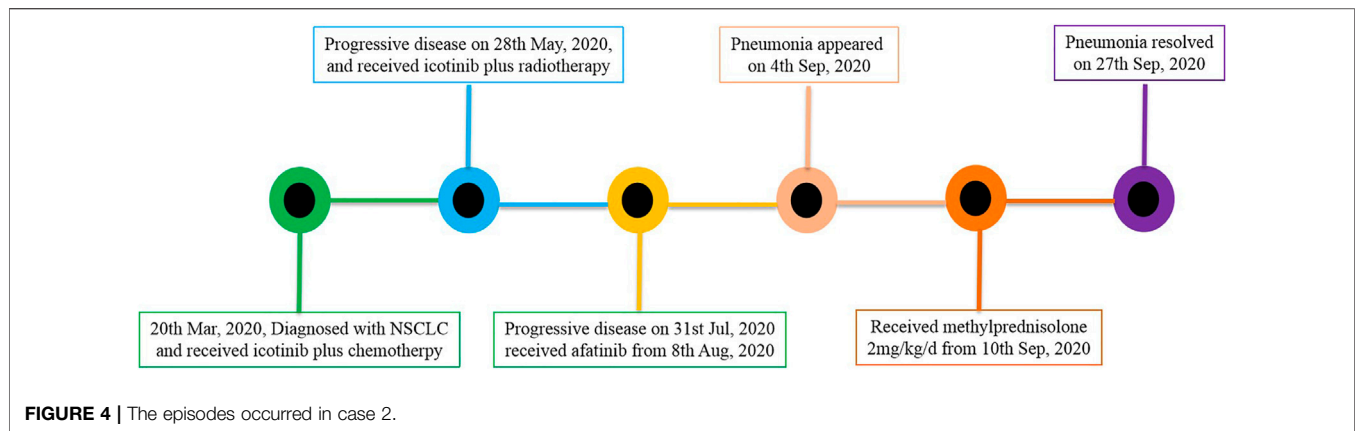 Progressive disease on 28th May, 2020,
and received icotinib plus radiotherapy
Pneumonia appeared
on 4th Sep, 2020
Pneumonia resolved
on 27th Sep, 2020
20th Mar, 2020, Diagnosed with NSCLC
and received icotinib plus chemotherpy
Progressive disease on 31st Jul, 2020
received afatinib from 8th Aug, 2020
Received methylprednisolone
2mg/kg/d from 10th Sep, 2020
FIGURE 4 | The episodes occurred in case 2.